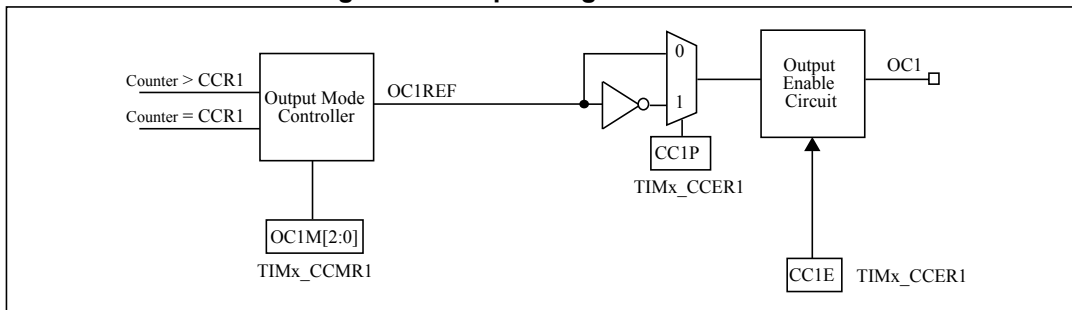 Counter > CCR1
Counter = CCR1
Output Mode
Controller
OC1REF
0
1
Output
Enable
Circuit
OC1
CC1P
TIMx_CCER1
OC1M[2:0]
TIMx_CCMR1
CC1E
TIMx_CCER1